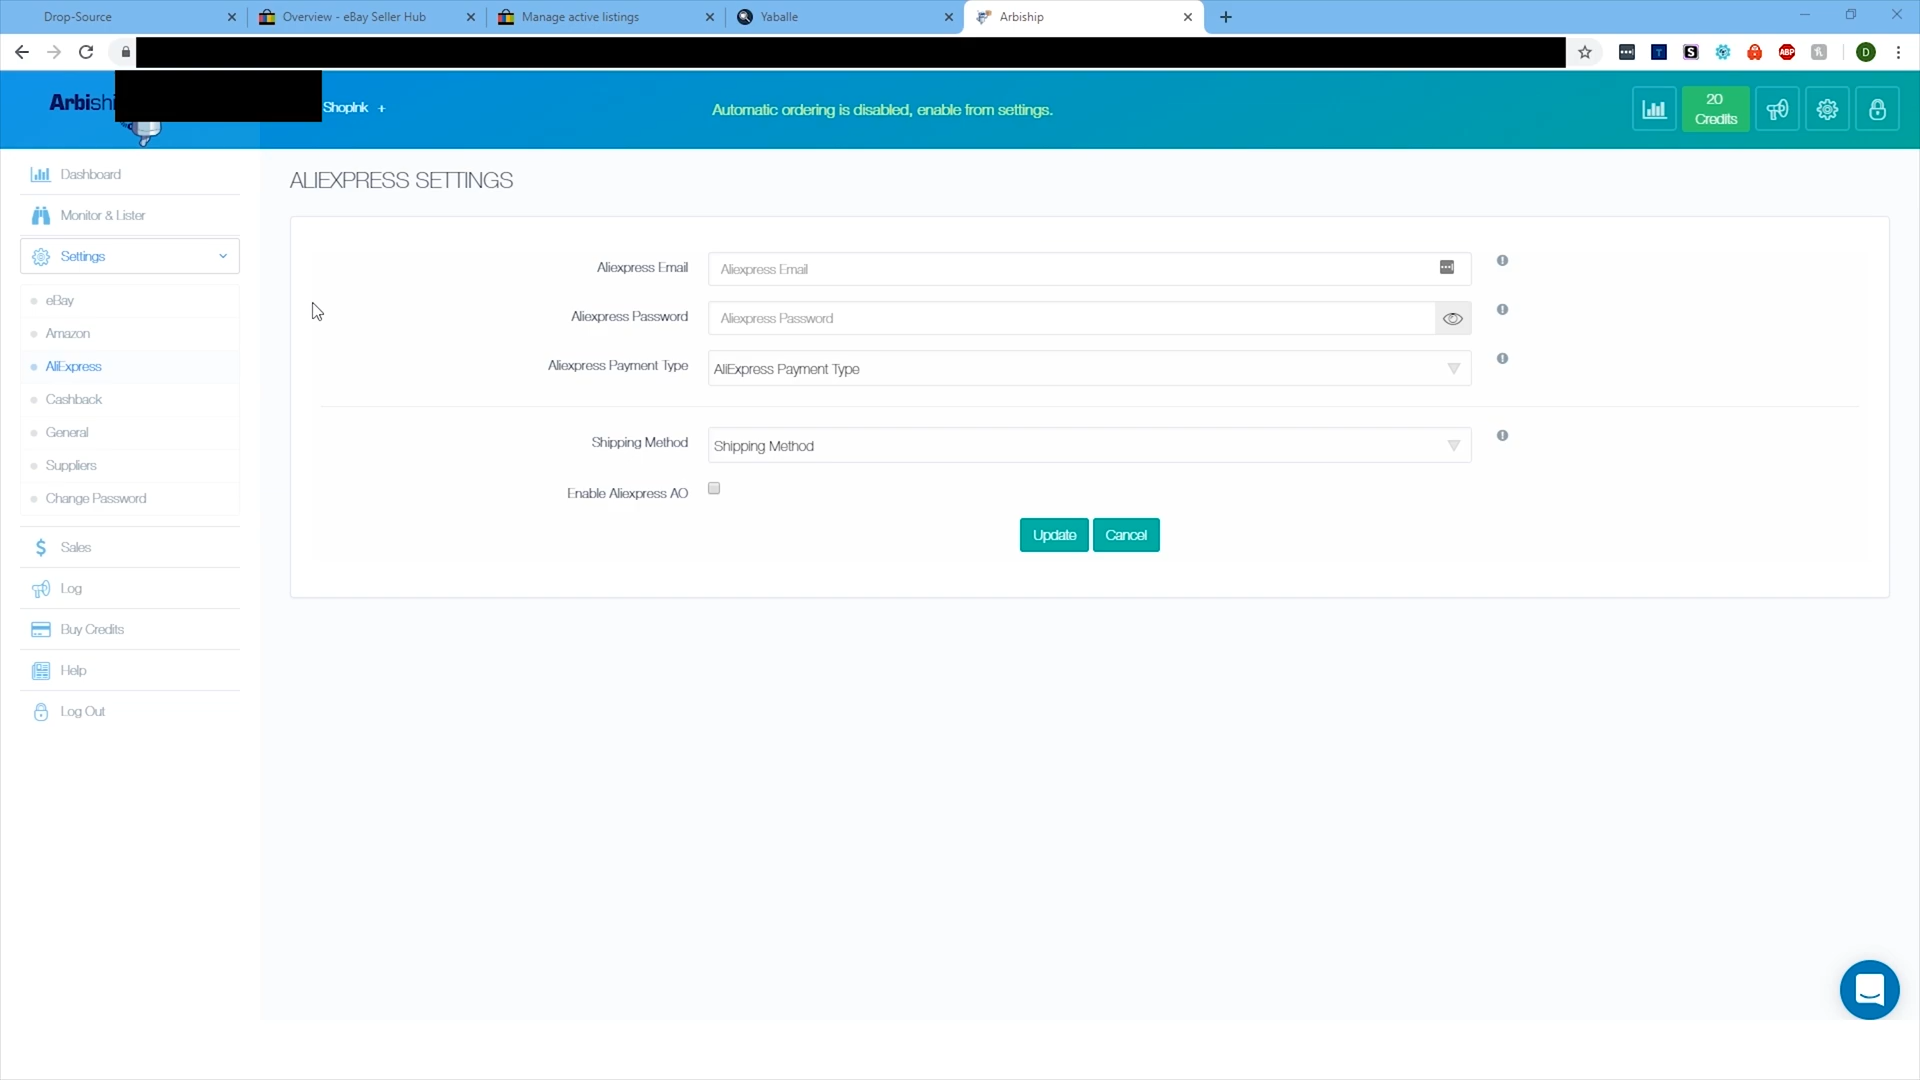 Drop-Source
Overview - eBay Seller Hub
Manage active listings
Yaballe
Arbiship
D
ABP
S
T
Arbishi
ShopInk +
Automatic ordering is disabled, enable from settings.
20
Credits
Dashboard
Monitor & Lister
Settings
eBay
Amazon
AliExpress
Cashback
General
Suppliers
Change Password
Sales
Log
Buy Credits
Help
Log Out
ALIEXPRESS SETTINGS
Aliexpress Email
Aliexpress Email
Aliexpress Password
Aliexpress Password
Aliexpress Payment Type
AliExpress Payment Type
Shipping Method
Shipping Method
Enable Aliexpress AO
Update
Cancel